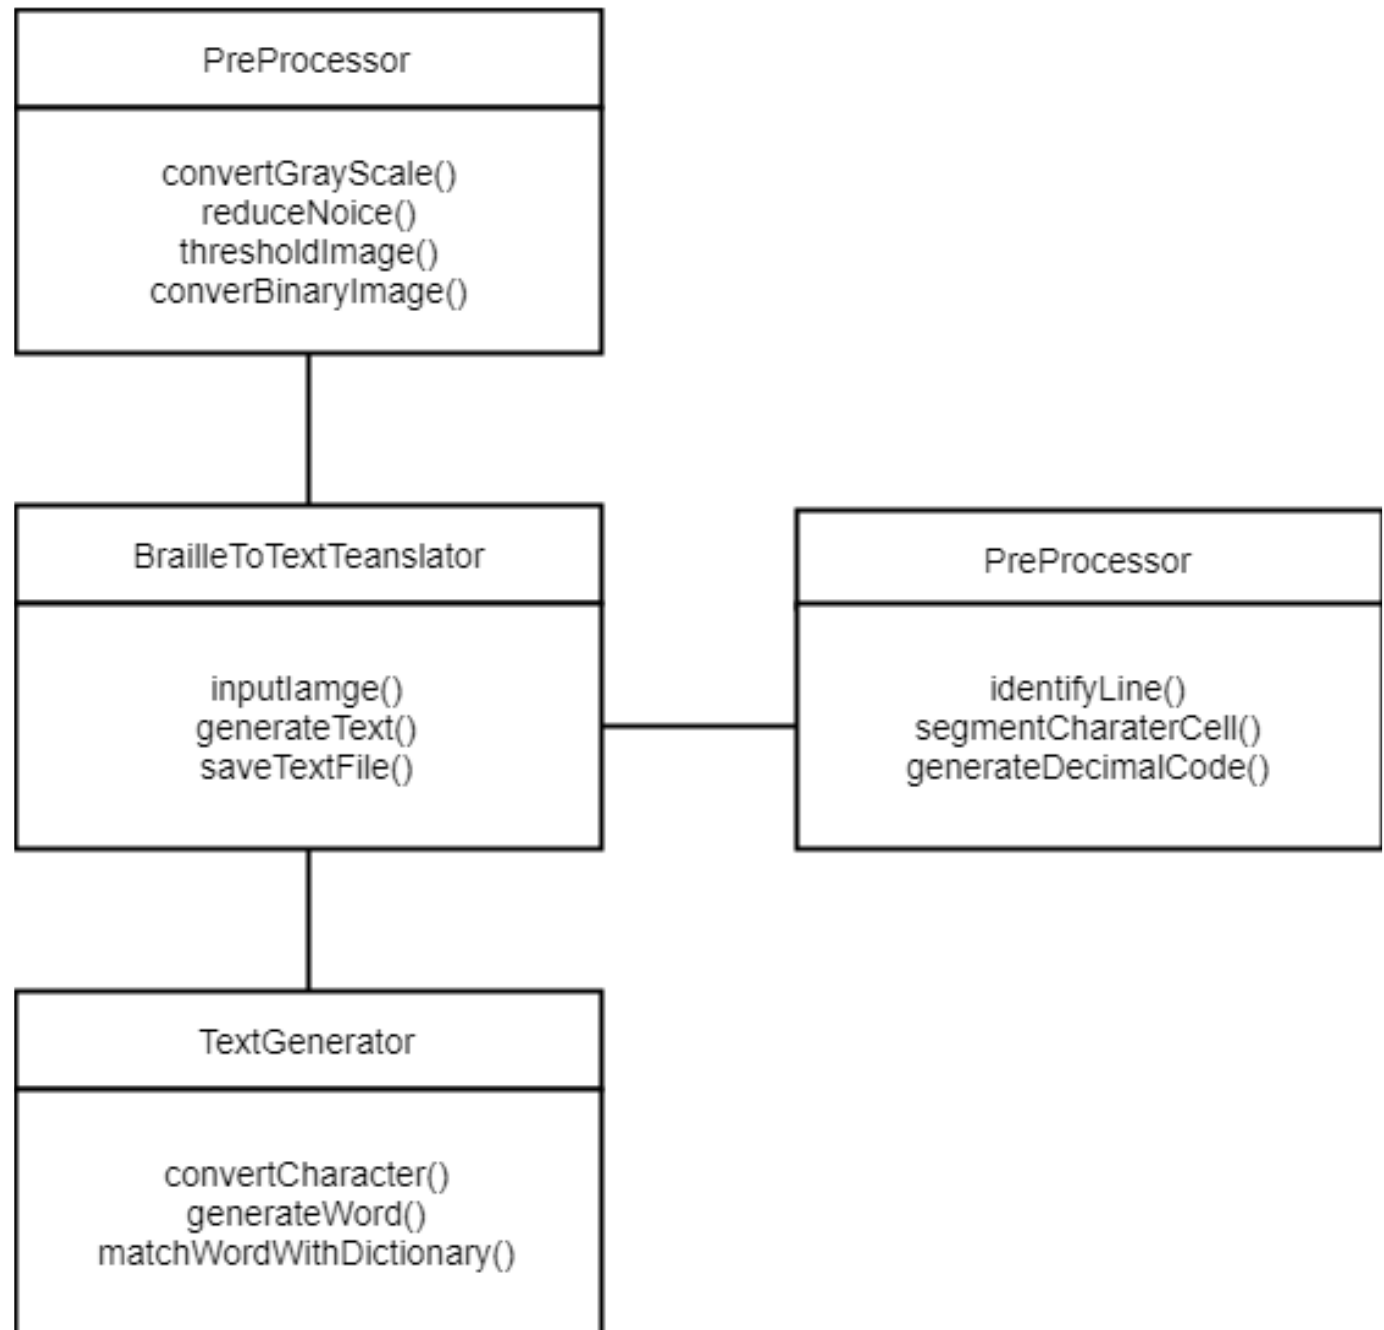 PreProcessor
convertGrayScale()
reduceNoice()
thresholdImage()
converBinaryImage()
BrailleToTextTeanslator
inputIamge()
generateText()
saveTextFile()
PreProcessor
identifyLine()
segmentCharaterCell()
generateDecimalCode()
TextGenerator
convertCharacter()
generateWord()
matchWordWithDictionary()